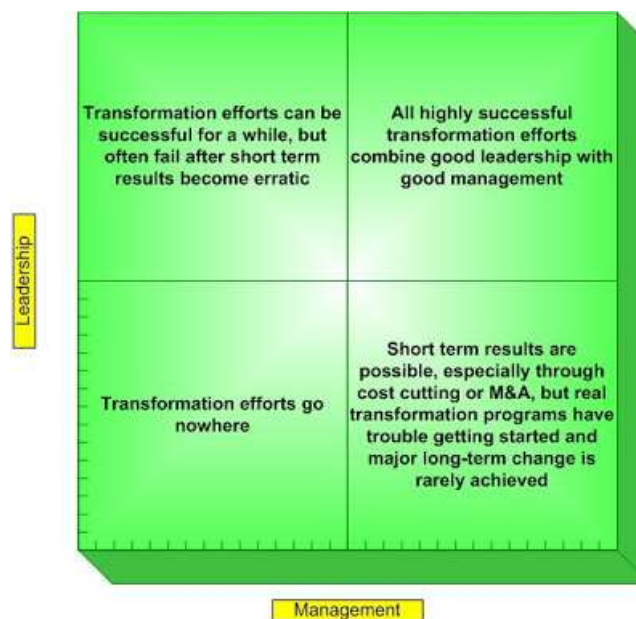 Transformation efforts can be
successful for a while, but
often fail after short term
results become erratic
All highly successful
transformation efforts
combine good leadership with
good management
Leadership
Transformation efforts go
nowhere
Short term results are
possible, especially through
cost cutting or M&A, but real
transformation programs have
trouble getting started and
major long-term change is
rarely achieved
Management